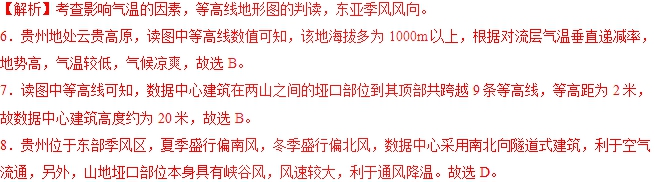 【解析】考查影响气温的因素，等高线地形图的判读，东亚季风风向。
6．贵州地处云贵高原，读图中等高线数值可知，该地海拔多为 1000m 以上，根据对流层气温垂直递减率，
地势高，气温较低，气候凉爽，故选 B。
7．读图中等高线可知，数据中心建筑在两山之间的垭口部位到其顶部共跨越 9 条等高线，等高距为 2 米，
故数据中心建筑高度约为 20 米，故选 B。
8．贵州位于东部季风区，夏季盛行偏南风，冬季盛行偏北风，数据中心采用南北向隧道式建筑，利于空气
流通，另外，山地垭口部位本身具有峡谷风，风速较大，利于通风降温。故选 D。